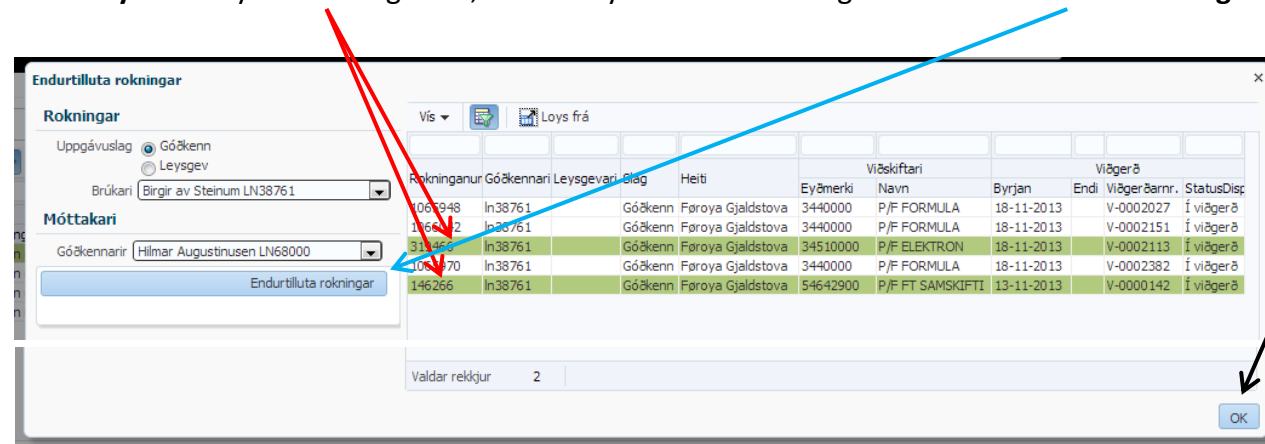 Endurtilluta rokningar
Rokningar
Uppgávuslag Góðkenn
Leysgev
Brúkari Birgir av Steinum LN38761
Móttakari
Góðkennarir Hilmar Augustinusen LN68000
Endurtilluta rokningar
Vís Loys frá
Viðskiftari Viðgerð
Rokninganur Góðkennari Leysgevari Slag Heiti Eyðmerki Navn Byrjan Endi Viðgerðarnr. StatusDisp
1065948 ln38761 Góðkenn Føroya Gjaldstova 3440000 P/F FORMULA 18-11-2013 V-0002027 Í viðgerð
ln38761 Góðkenn Føroya Gjaldstova 3440000 P/F FORMULA 18-11-2013 V-0002151 Í viðgerð
ln38761 Góðkenn Føroya Gjaldstova 34510000 P/F ELEKTRON 18-11-2013 V-0002113 Í viðgerð
ln38761 Góðkenn Føroya Gjaldstova 3440000 P/F FORMULA 18-11-2013 V-0002382 Í viðgerð
146266 ln38761 Góðkenn Føroya Gjaldstova 54642900 P/F FT SAMSKIFTI 13-11-2013 V-0000142 Í viðgerð
Valdar rekkjur 2
OK